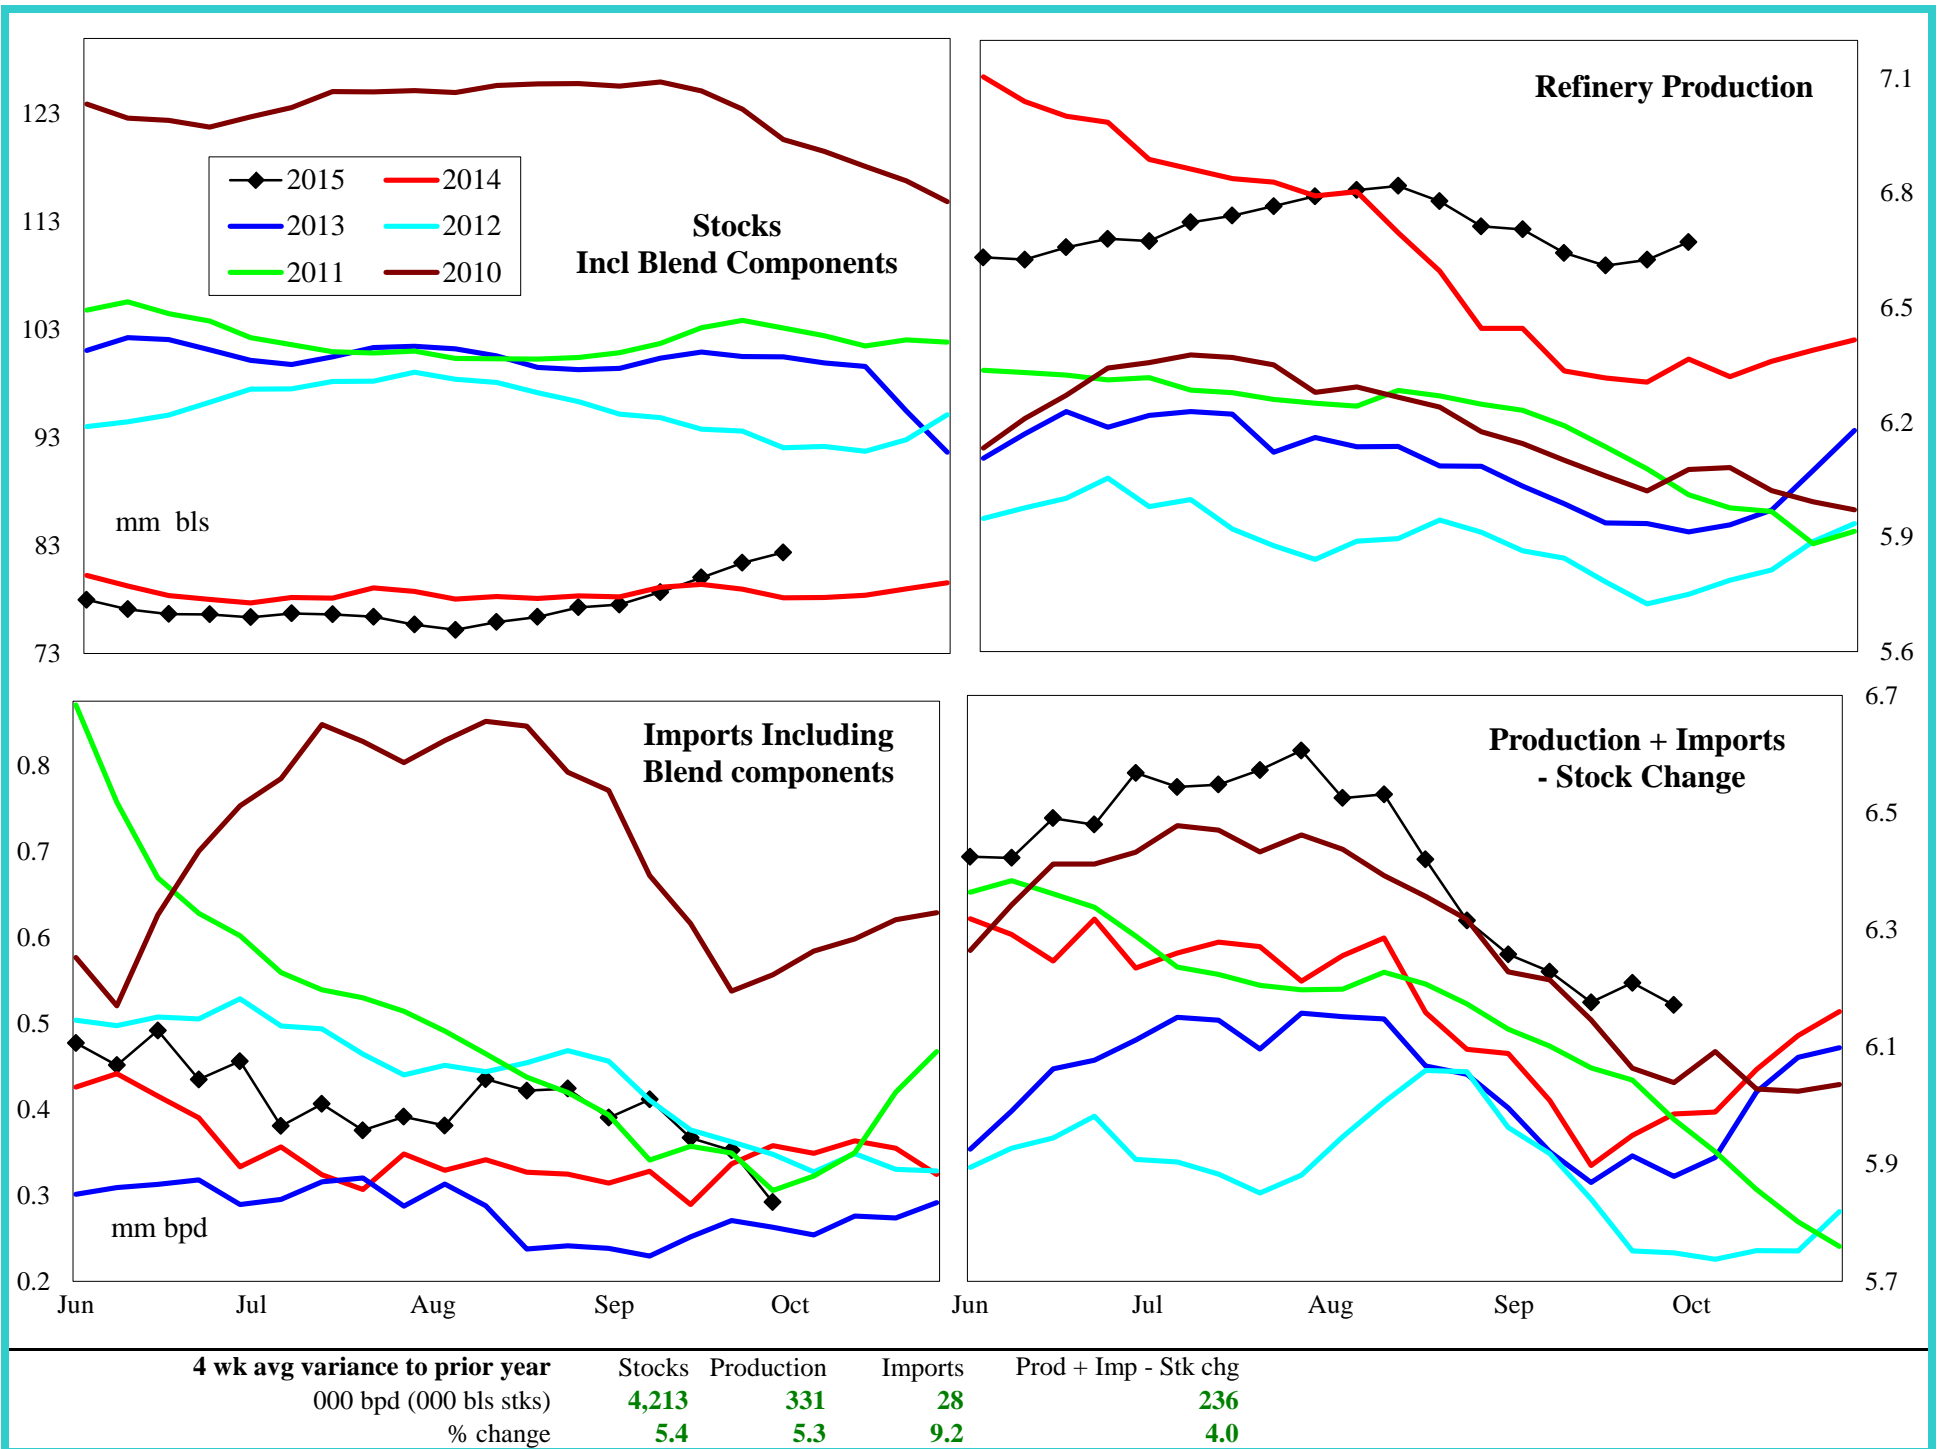 123
113
103
93
83
73
2015 2014
2013 2012
2011 2010
Stocks
Incl Blend Components
mm bls
Refinery Production
7.1
6.8
6.5
6.2
5.9
5.6
0.8
0.7
0.6
0.5
0.4
0.3
0.2
Imports Including
Blend components
mm bpd
Jun Jul Aug Sep Oct
Production + Imports
- Stock Change
6.7
6.5
6.3
6.1
5.9
5.7
Jun Jul Aug Sep Oct
4 wk avg variance to prior year Stocks Production Imports Prod + Imp - Stk chg
000 bpd (000 bls stks) 4,213 331 28 236
% change 5.4 5.3 9.2 4.0